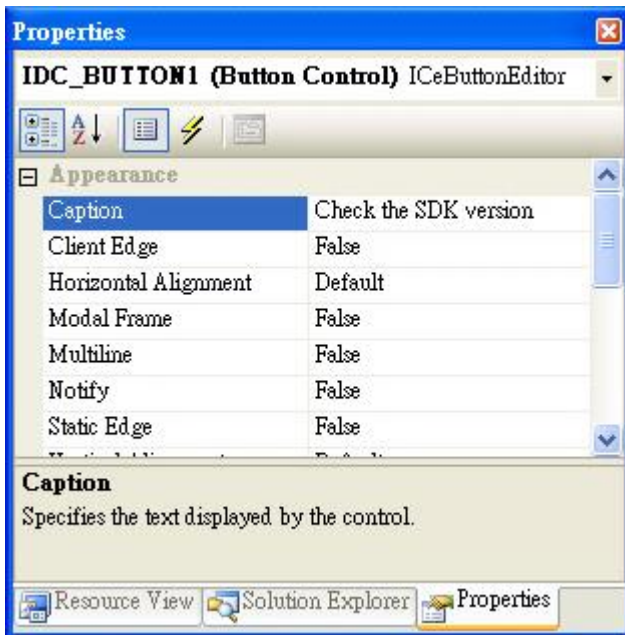 Properties
IDC_BUTTON1 (Button Control) ICeButtonEditor
Appearance
Caption Check the SDK version
Client Edge False
Horizontal Alignment Default
Modal Frame False
Multiline False
Notify False
Static Edge False
Caption
Specifies the text displayed by the control.
Resource View Solution Explorer Properties